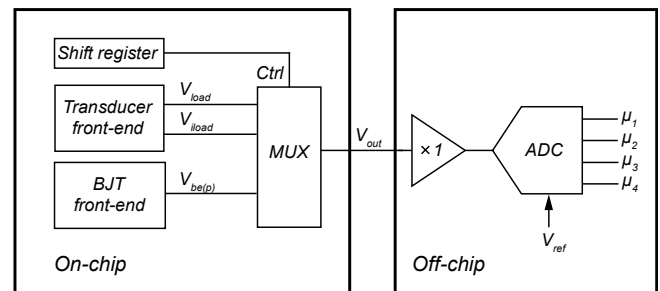 Shift register
Ctrl
Transducer
front-end
V_load
V_iload
MUX
BJT
front-end
V_be(p)
On-chip
V_out
× 1
ADC
μ_1
μ_2
μ_3
μ_4
V_ref
Off-chip